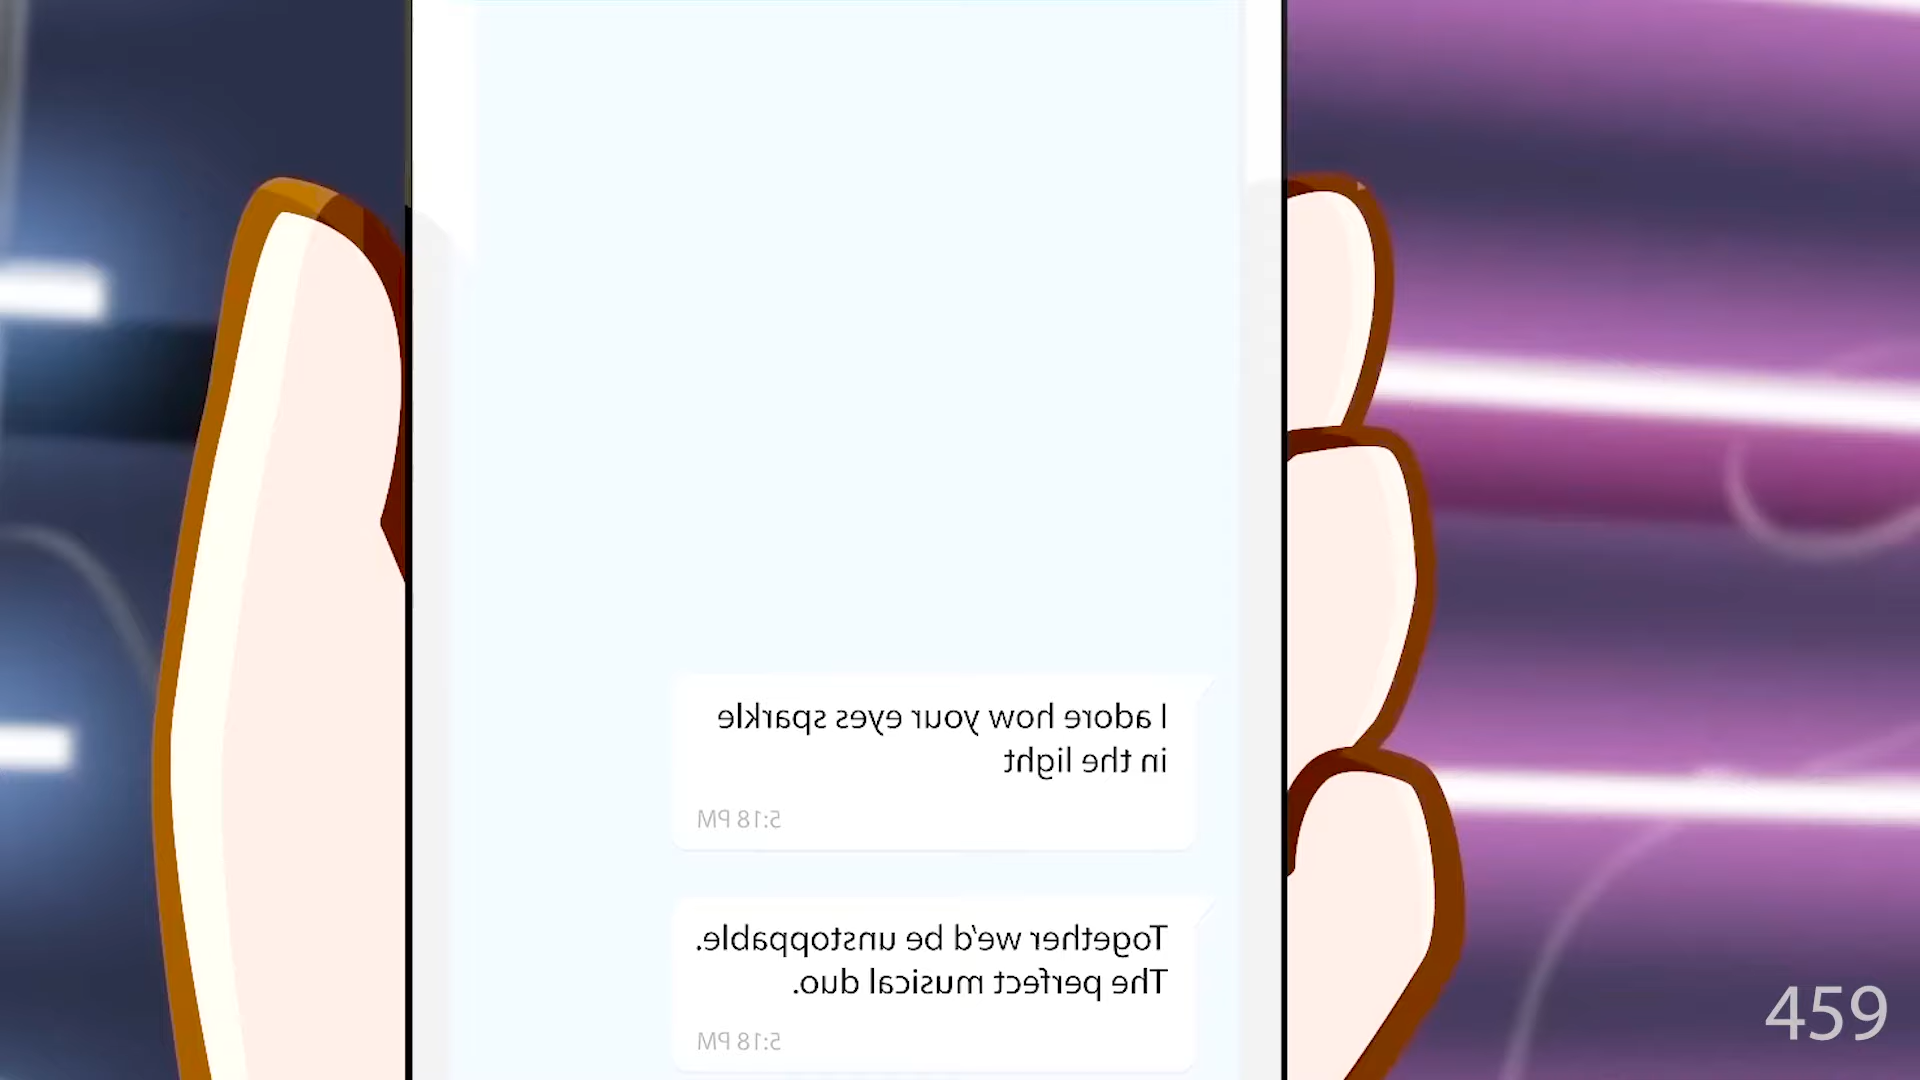 I adore how your eyes sparkle
in the light
5:18 PM
Together we'd be unstoppable.
The perfect musical duo.
5:18 PM
459